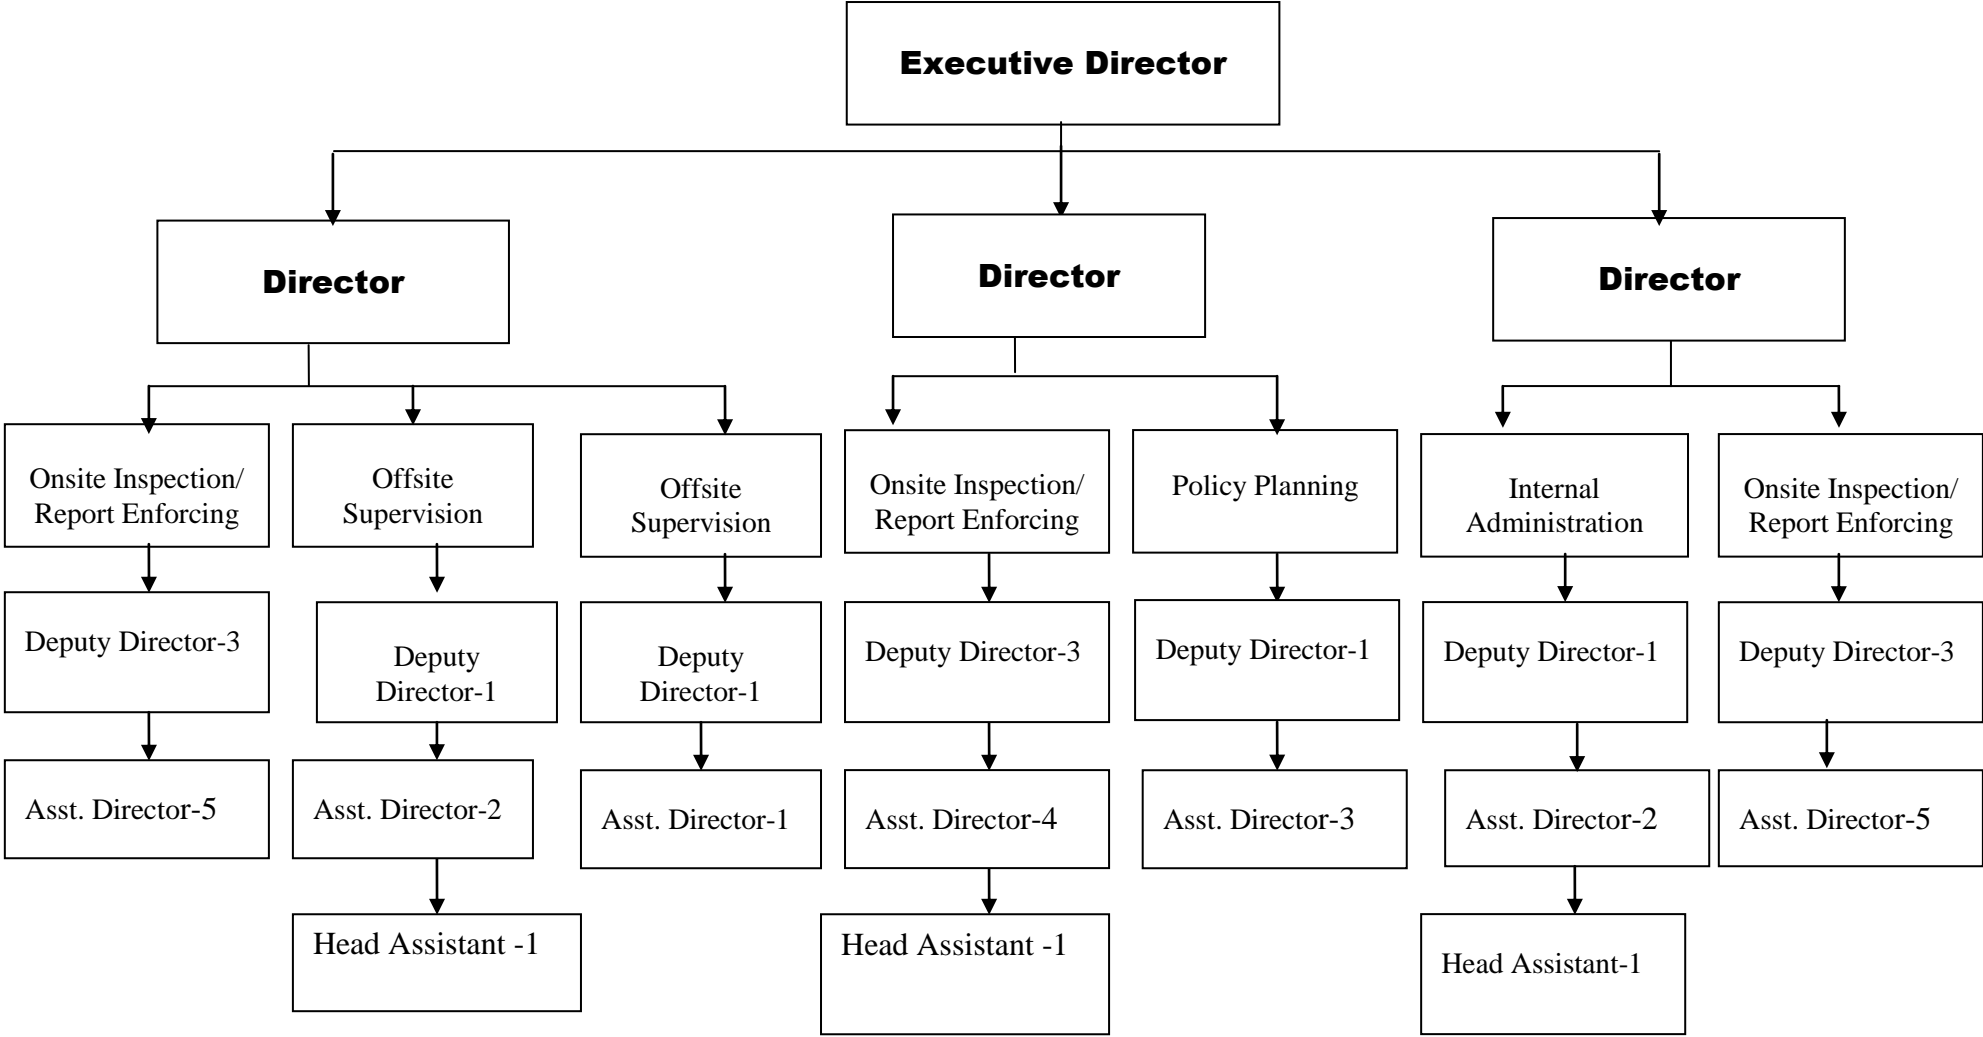 Executive Director
Director
Director
Director
Onsite Inspection/
Report Enforcing
Offsite
Supervision
Offsite
Supervision
Onsite Inspection/
Report Enforcing
Policy Planning
Internal
Administration
Onsite Inspection/
Report Enforcing
Deputy Director-3
Deputy
Director-1
Deputy
Director-1
Deputy Director-3
Deputy Director-1
Deputy Director-1
Deputy Director-3
Asst. Director-5
Asst. Director-2
Asst. Director-1
Asst. Director-4
Asst. Director-3
Asst. Director-2
Asst. Director-5
Head Assistant -1
Head Assistant -1
Head Assistant-1